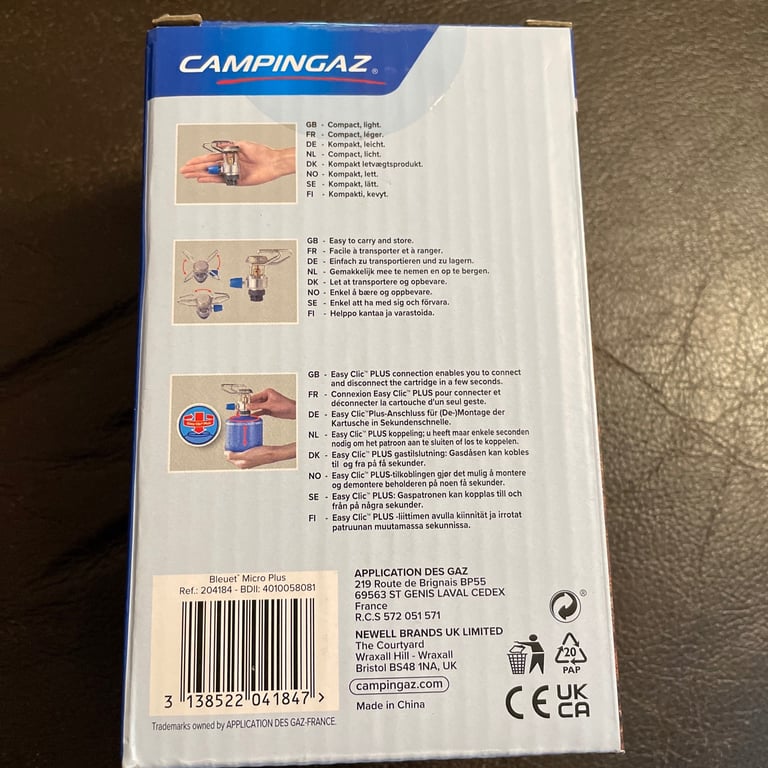 CAMPINGAZ®
GB - Compact, light.
FR - Compact, léger.
DE - Kompakt, leicht.
NL - Compact, licht.
DK - Kompakt letvægtsprodukt.
NO - Kompakt, lett.
SE - Kompakt, lätt.
FI - Kompakti, kevyt.
GB - Easy to carry and store.
FR - Facile à transporter et à ranger.
DE - Einfach zu transportieren und zu lagern.
NL - Gemakkelijk mee te nemen en op te bergen.
DK - Let at transportere og opbevare.
NO - Enkel å bære og oppbevare.
SE - Enkel att ha med sig och förvara.
FI - Helppo kantaa ja varastoida.
GB - Easy Clic™ PLUS connection enables you to connect
and disconnect the cartridge in a few seconds.
FR - Connexion Easy Clic™ PLUS pour connecter et
déconnecter la cartouche d'un seul geste.
DE - Easy Clic™Plus-Anschluss für (De-)Montage der
Kartusche in Sekundenschnelle.
NL - Easy Clic™ PLUS koppeling; u heeft maar enkele seconden
nodig om het patroon aan te sluiten of los te koppelen.
DK - Easy Clic™ PLUS gastilslutning: Gasdåsen kan kobles
til og fra på få sekunder.
NO - Easy Clic™ PLUS-tilkoblingen gjør det mulig å montere
og demontere beholderen på noen få sekunder.
SE - Easy Clic™ PLUS: Gaspatronen kan kopplas till och
från på några sekunder.
FI - Easy Clic™ PLUS -liittimen avulla kiinnität ja irrotat
patruunan muutamassa sekunnissa.
Bleuet® Micro Plus
Ref.: 204184 - BDII: 4010058081
3 138522 041847 >
Trademarks owned by APPLICATION DES GAZ-FRANCE.
APPLICATION DES GAZ
219 Route de Brignais BP55
69563 ST GENIS LAVAL CEDEX
France
R.C.S 572 051 571
NEWELL BRANDS UK LIMITED
The Courtyard
Wraxall Hill - Wraxall
Bristol BS48 1NA, UK
campingaz.com
Made in China
®
20
PAP
CE UK
CA